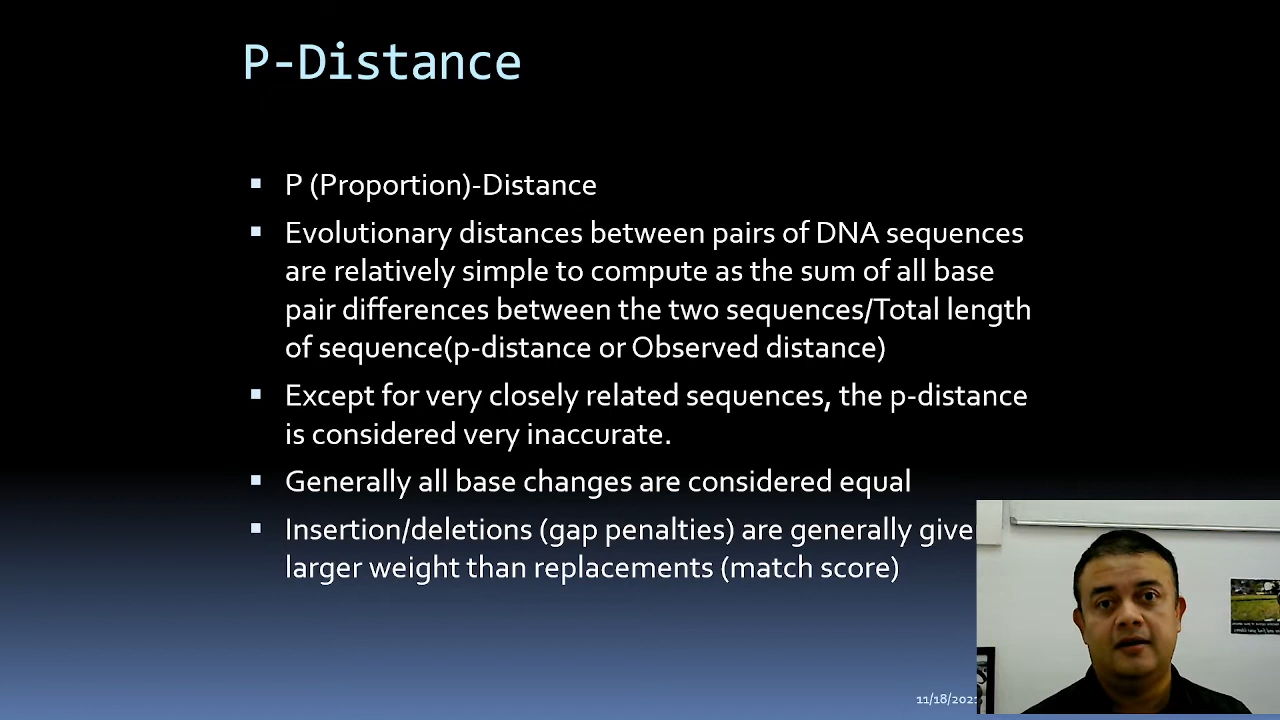 P-Distance
▪ P (Proportion)-Distance
▪ Evolutionary distances between pairs of DNA sequences
are relatively simple to compute as the sum of all base
pair differences between the two sequences/Total length
of sequence(p-distance or Observed distance)
▪ Except for very closely related sequences, the p-distance
is considered very inaccurate.
▪ Generally all base changes are considered equal
▪ Insertion/deletions (gap penalties) are generally give
larger weight than replacements (match score)
11/18/202